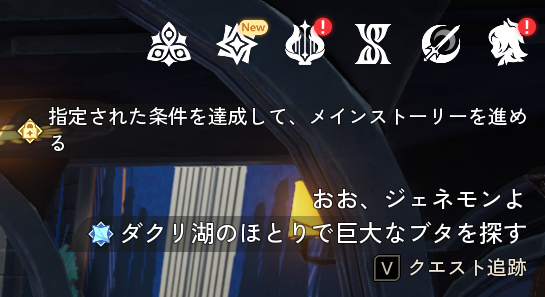 New
!
!
指定された条件を達成して、メインストーリーを進め
る
おお、ジェネモンよ
ダクリ湖のほとりで巨大なブタを探す
V クエスト追跡